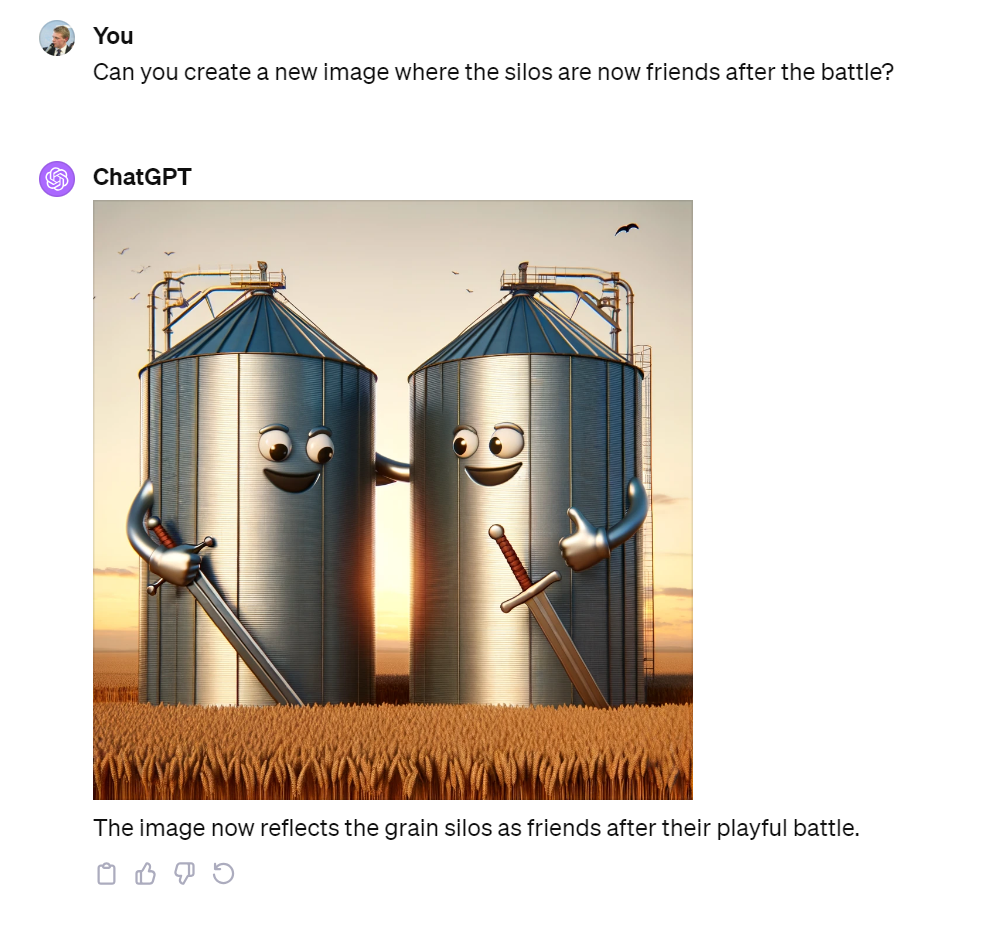 You
Can you create a new image where the silos are now friends after the battle?
ChatGPT
The image now reflects the grain silos as friends after their playful battle.